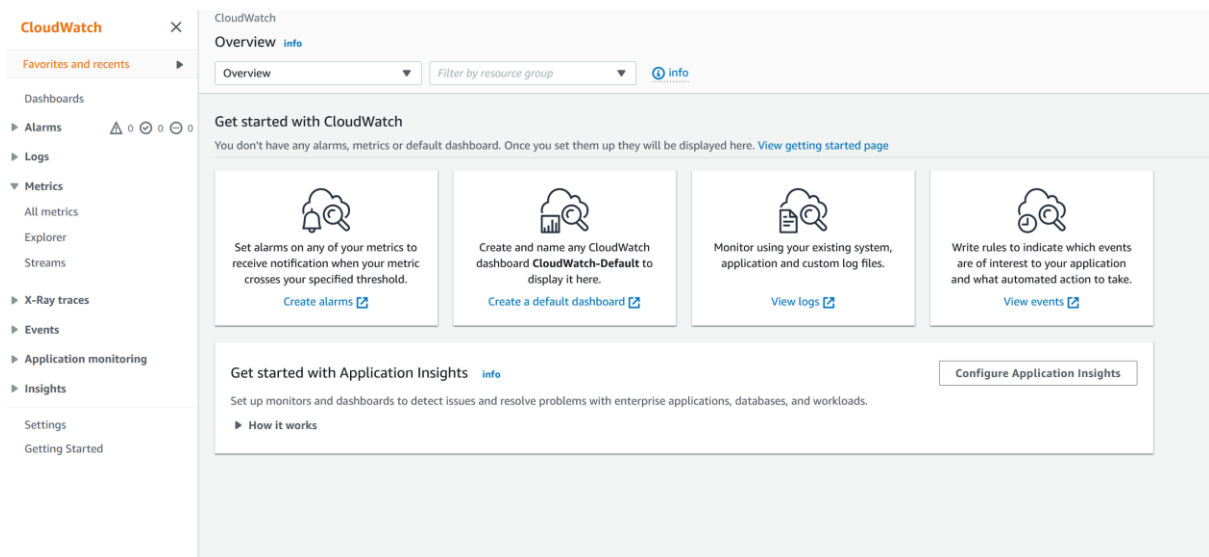 CloudWatch
Favorites and recents
Dashboards
Alarms 0 0 0
Logs
Metrics
All metrics
Explorer
Streams
X-Ray traces
Events
Application monitoring
Insights
Settings
Getting Started
CloudWatch
Overview info
Overview Filter by resource group info
Get started with CloudWatch
You don't have any alarms, metrics or default dashboard. Once you set them up they will be displayed here. View getting started page
Set alarms on any of your metrics to
receive notification when your metric
crosses your specified threshold.
Create alarms
Create and name any CloudWatch
dashboard CloudWatch-Default to
display it here.
Create a default dashboard
Monitor using your existing system,
application and custom log files.
View logs
Write rules to indicate which events
are of interest to your application
and what automated action to take.
View events
Get started with Application Insights info
Configure Application Insights
Set up monitors and dashboards to detect issues and resolve problems with enterprise applications, databases, and workloads.
How it works